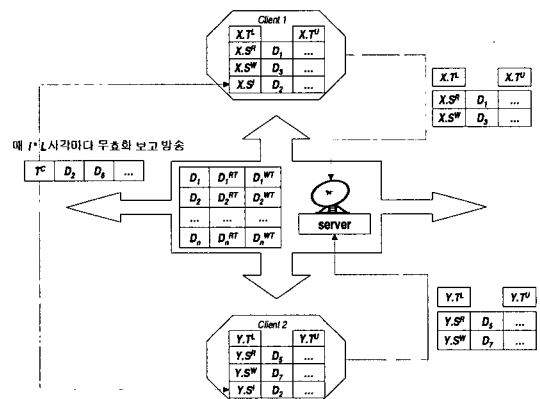 Client 1
X.T^L X.T^U
X.S^R D_1 ...
X.S^W D_3 ...
X.S^I D_2 ...
X.T^L X.T^U
X.S^R D_1 ...
X.S^W D_3 ...
매 i* L시각마다 무효화 보고 방송
T^C D_2 D_6 ...
D_1 D_1^RT D_1^WT
D_2 D_2^RT D_2^WT
... ... ...
D_n D_n^RT D_n^WT
server
Client 2
Y.T^L Y.T^U
Y.S^R D_5 ...
Y.S^W D_7 ...
Y.S^I D_2 ...
Y.T^L Y.T^U
Y.S^R D_5 ...
Y.S^W D_7 ...